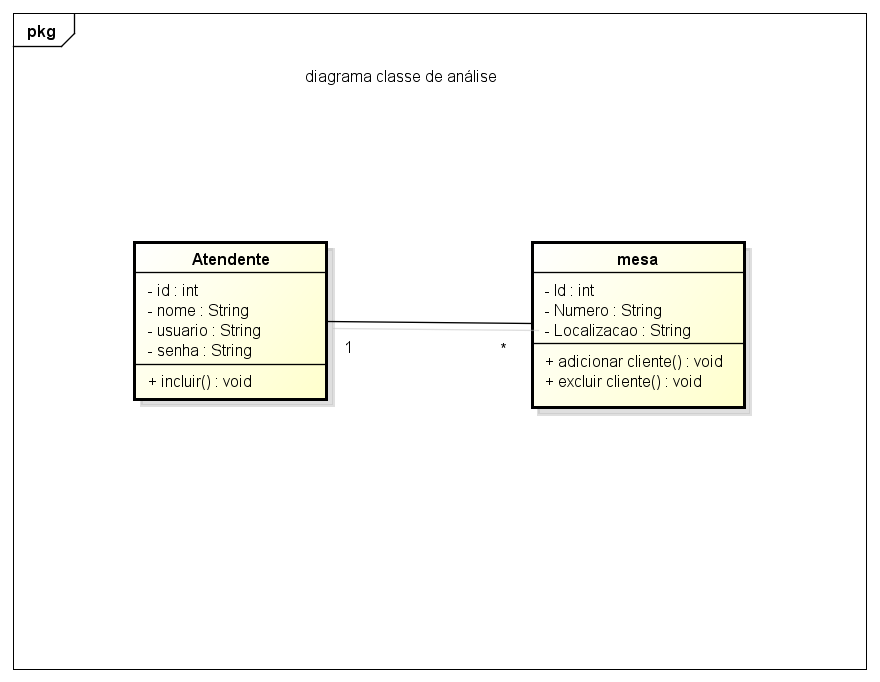 pkg
diagrama classe de análise
Atendente
- id : int
- nome : String
- usuario : String
- senha : String
+ incluir() : void
1
*
mesa
- Id : int
- Numero : String
- Localizacao : String
+ adicionar cliente() : void
+ excluir cliente() : void